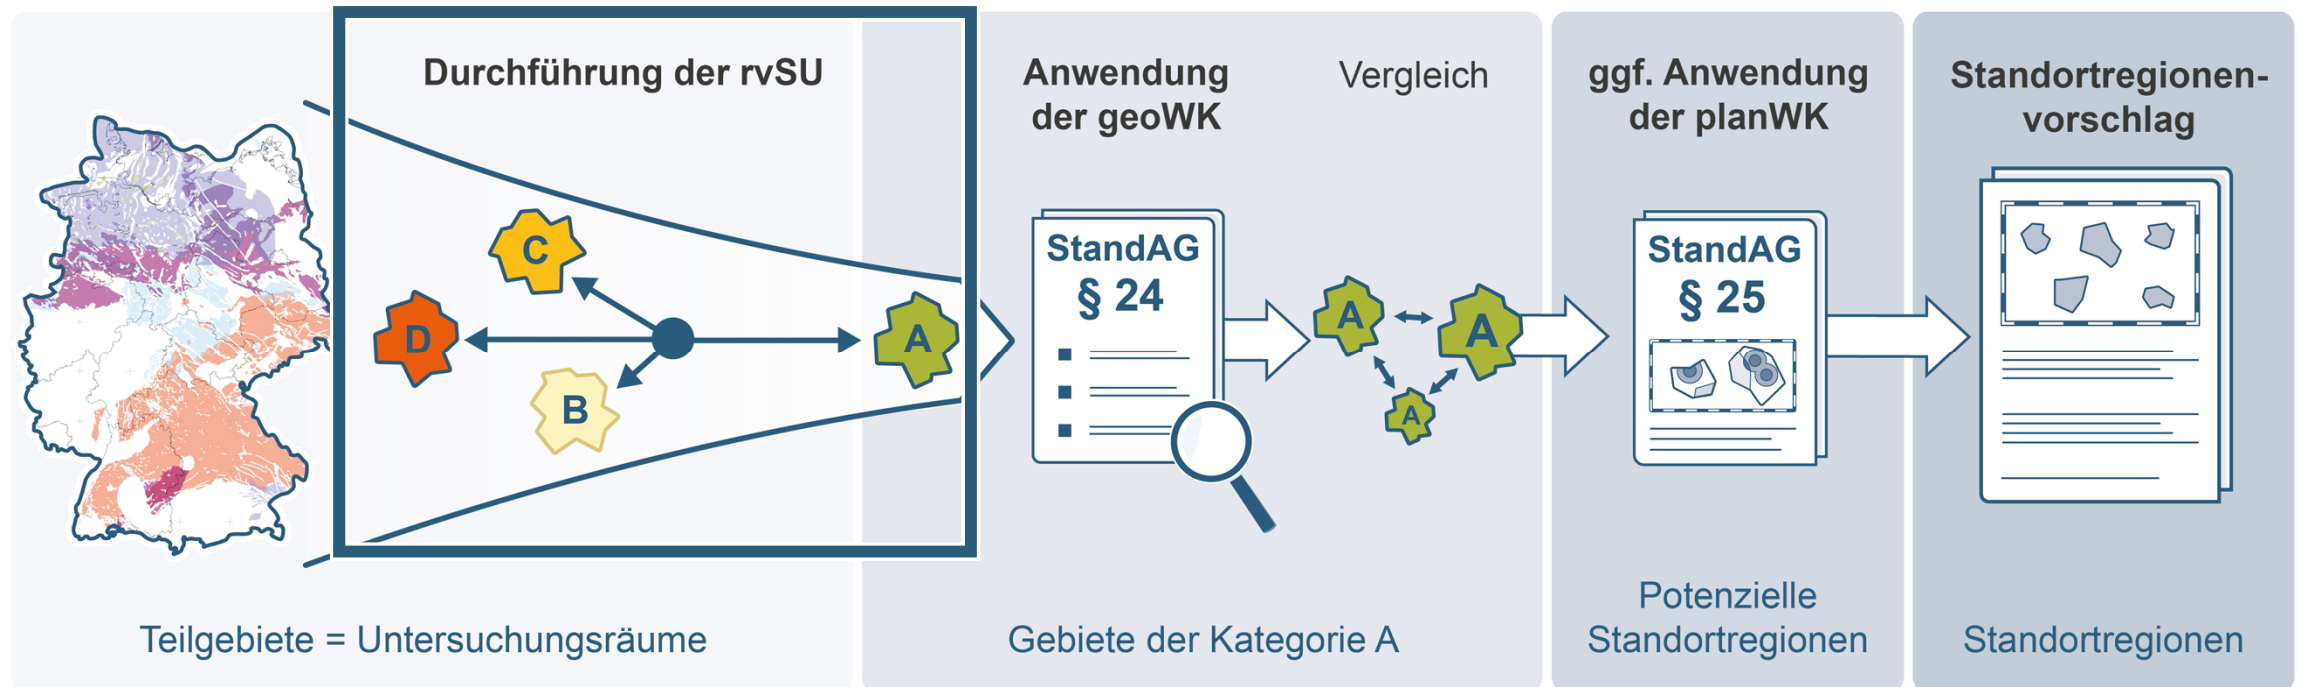 Durchführung der rvSU
Anwendung
der geoWK
Vergleich
ggf. Anwendung
der planWK
Standortregionen-
vorschlag
C
D
B
A
StandAG
§ 24
A
A
A
StandAG
§ 25
Teilgebiete = Untersuchungsräume
Gebiete der Kategorie A
Potenzielle
Standortregionen
Standortregionen